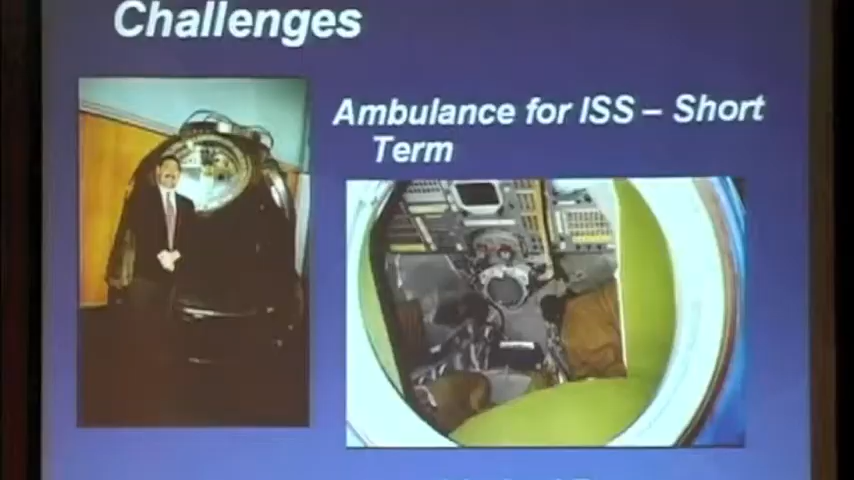 Challenges
Ambulance for ISS – Short
Term